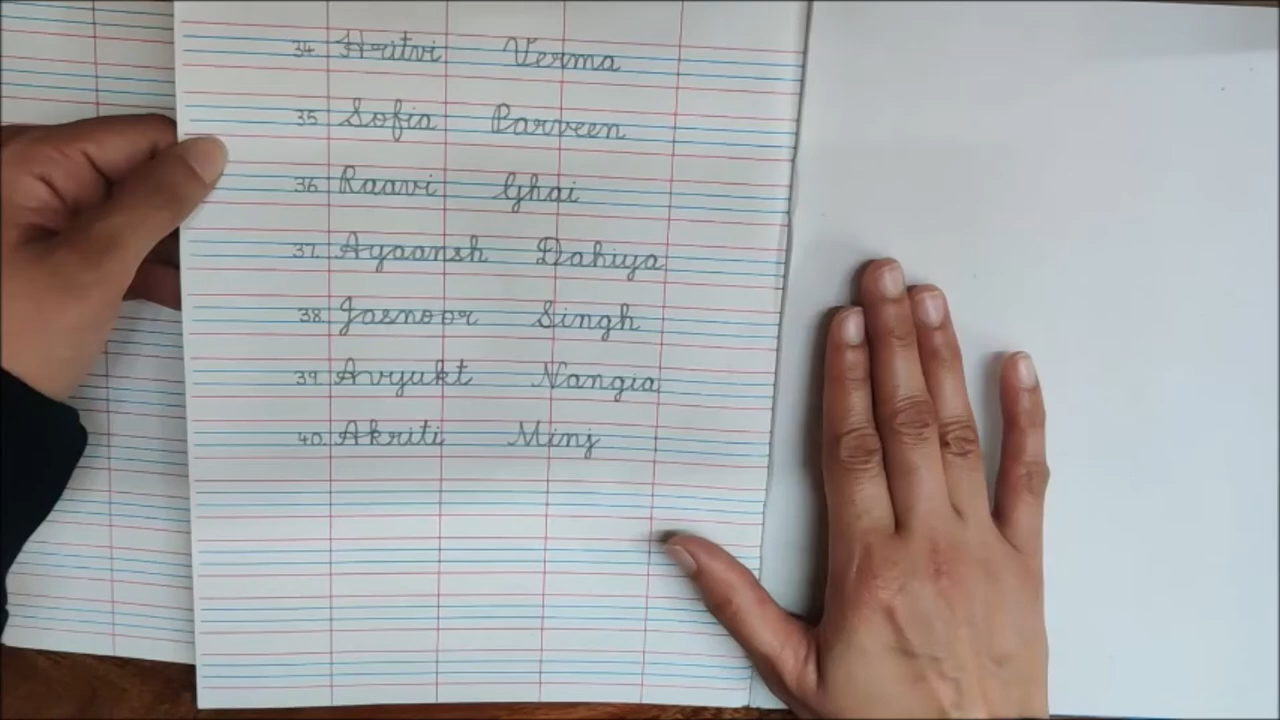 34. Hritvi Verma
35 Sofia Parveen
36 Raavi Ghai
37. Ayaansh Dahiya
38 Jasnoor Singh
39. Avyukt Nangia
40. Akriti Minj